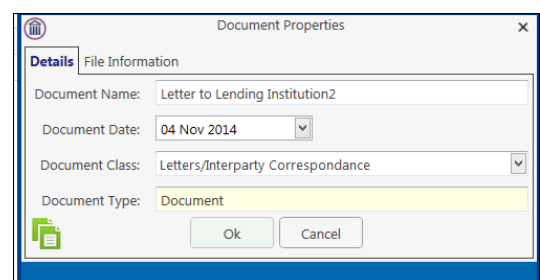 Document Properties
Details File Information
Document Name: Letter to Lending Institution2
Document Date: 04 Nov 2014
Document Class: Letters/Interparty Correspondance
Document Type: Document
Ok Cancel